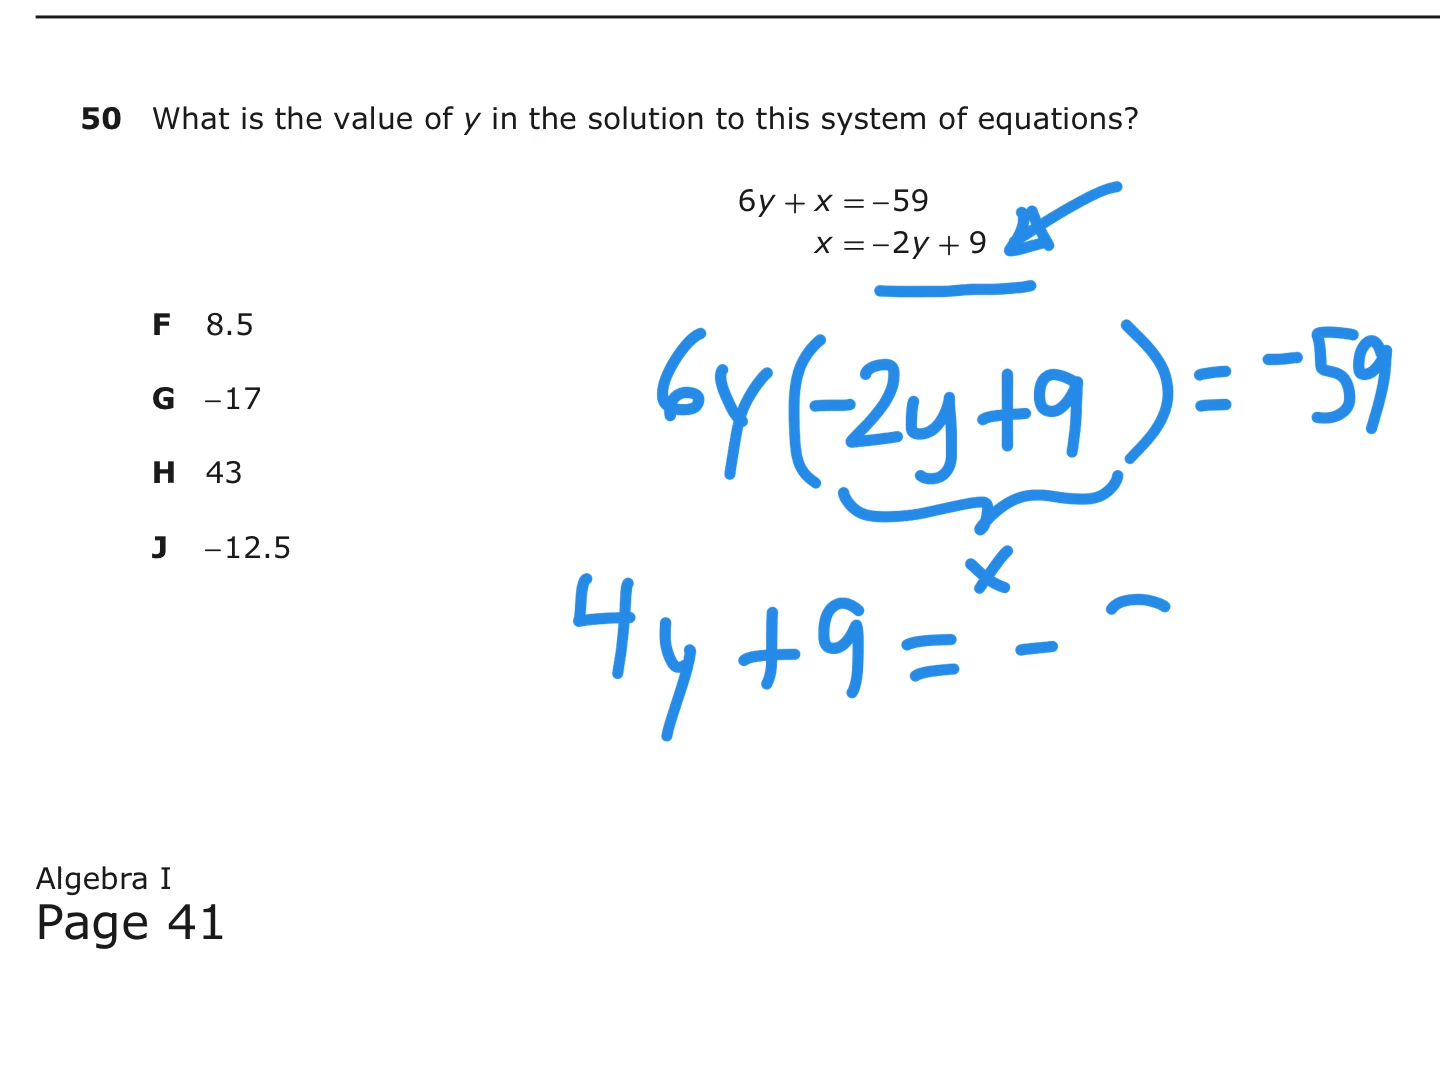 50 What is the value of y in the solution to this system of equations?
6y + x = −59
x = −2y + 9
F 8.5
G −17
H 43
J −12.5
6y(-2y+9) = -59
x
4y+9 = -
Algebra I
Page 41